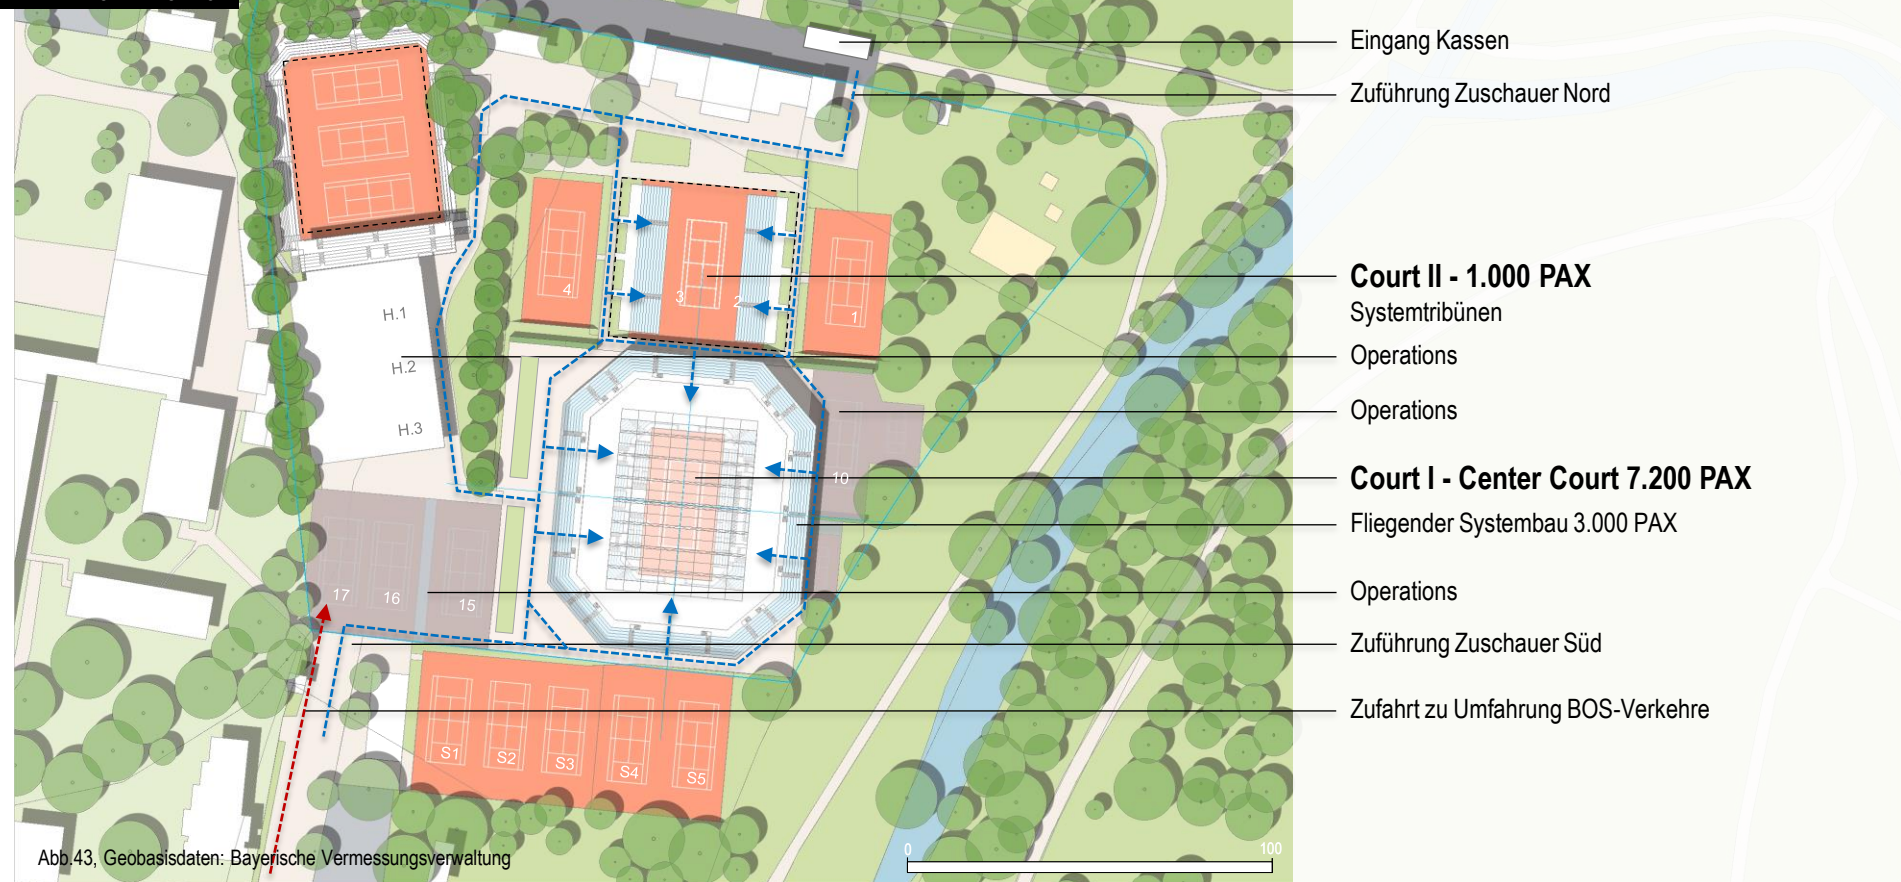 Eingang Kassen
Zuführung Zuschauer Nord
Court II - 1.000 PAX
Systemtribünen
Operations
Operations
Court I - Center Court 7.200 PAX
Fliegender Systembau 3.000 PAX
Operations
Zuführung Zuschauer Süd
Zufahrt zu Umfahrung BOS-Verkehre
4
3
2
1
H.1
H.2
H.3
10
17
16
15
S1
S2
S3
S4
S5
0
100
Abb.43, Geobasisdaten: Bayerische Vermessungsverwaltung